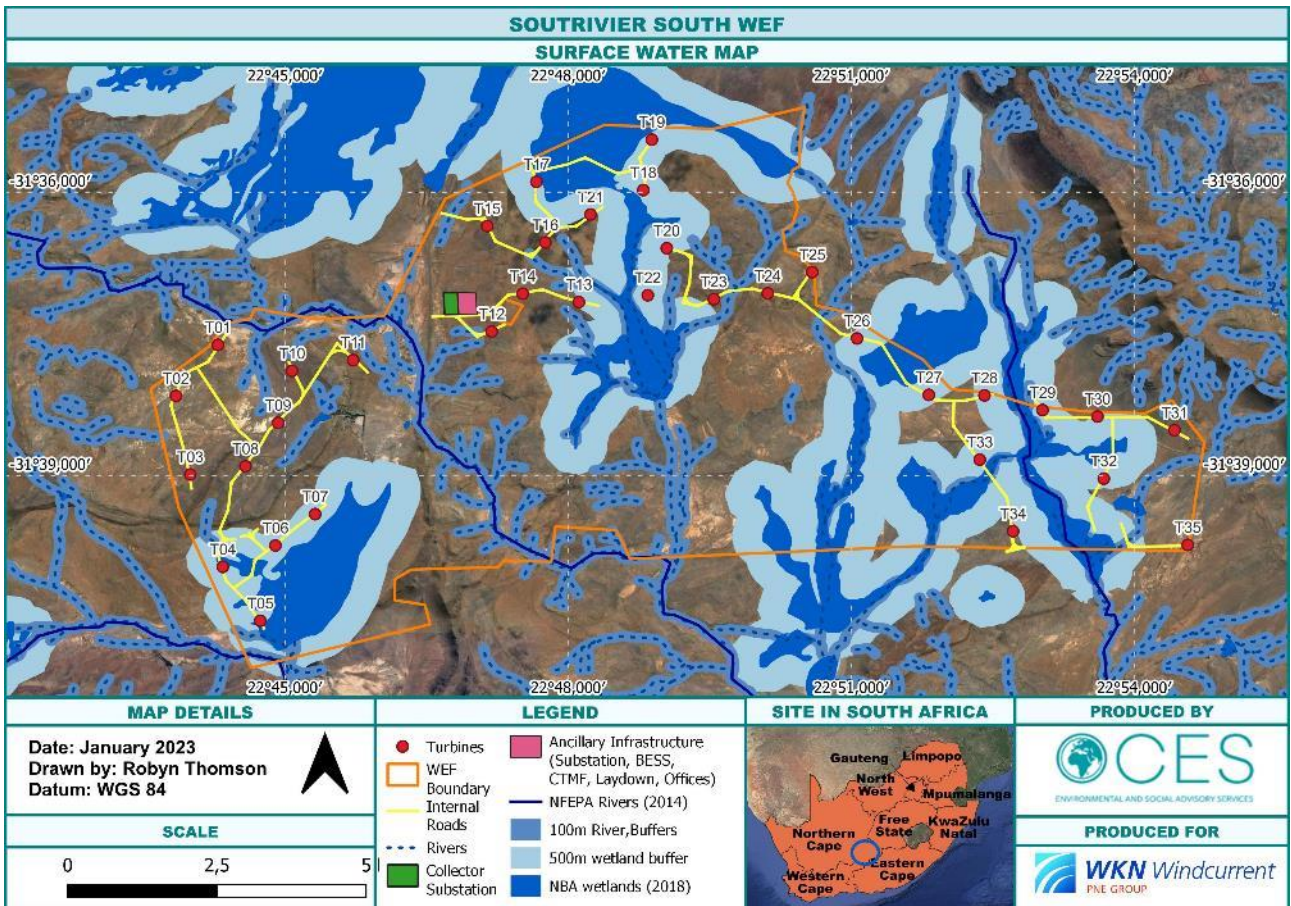 SOUTRIVIER SOUTH WEF
SURFACE WATER MAP
22°45,000' 22°48,000' 22°51,000' 22°54,000'
T19
T17
T18
-31°36,000' -31°36,000'
T21
T15
T16
T20
T25
T14
T22
T13
T23
T24
T12
T01
T26
T11
T10
T02
T27
T28
T09
T29
T30
T31
T08
T03
-31°39,000' -31°39,000'
T33
T32
T07
T06
T34
T04
T35
T05
22°45,000' 22°48,000' 22°51,000' 22°54,000'
MAP DETAILS
Date: January 2023
Drawn by: Robyn Thomson
Datum: WGS 84
SCALE
0 2,5 5
LEGEND
Turbines
WEF
Boundary
Internal
Roads
Rivers
Collector
Substation
Ancillary Infrastructure
(Substation, BESS,
CTMF, Laydown, Offices)
NFEPA Rivers (2014)
100m River,Buffers
500m wetland buffer
NBA wetlands (2018)
SITE IN SOUTH AFRICA
Limpopo
Gauteng
North
West
Mpumalanga
Free
State
KwaZulu
Natal
Northern
Cape
Eastern
Cape
Western
Cape
PRODUCED BY
CES
ENVIRONMENTAL AND SOCIAL ADVISORY SERVICES
PRODUCED FOR
WKN Windcurrent
PNE GROUP